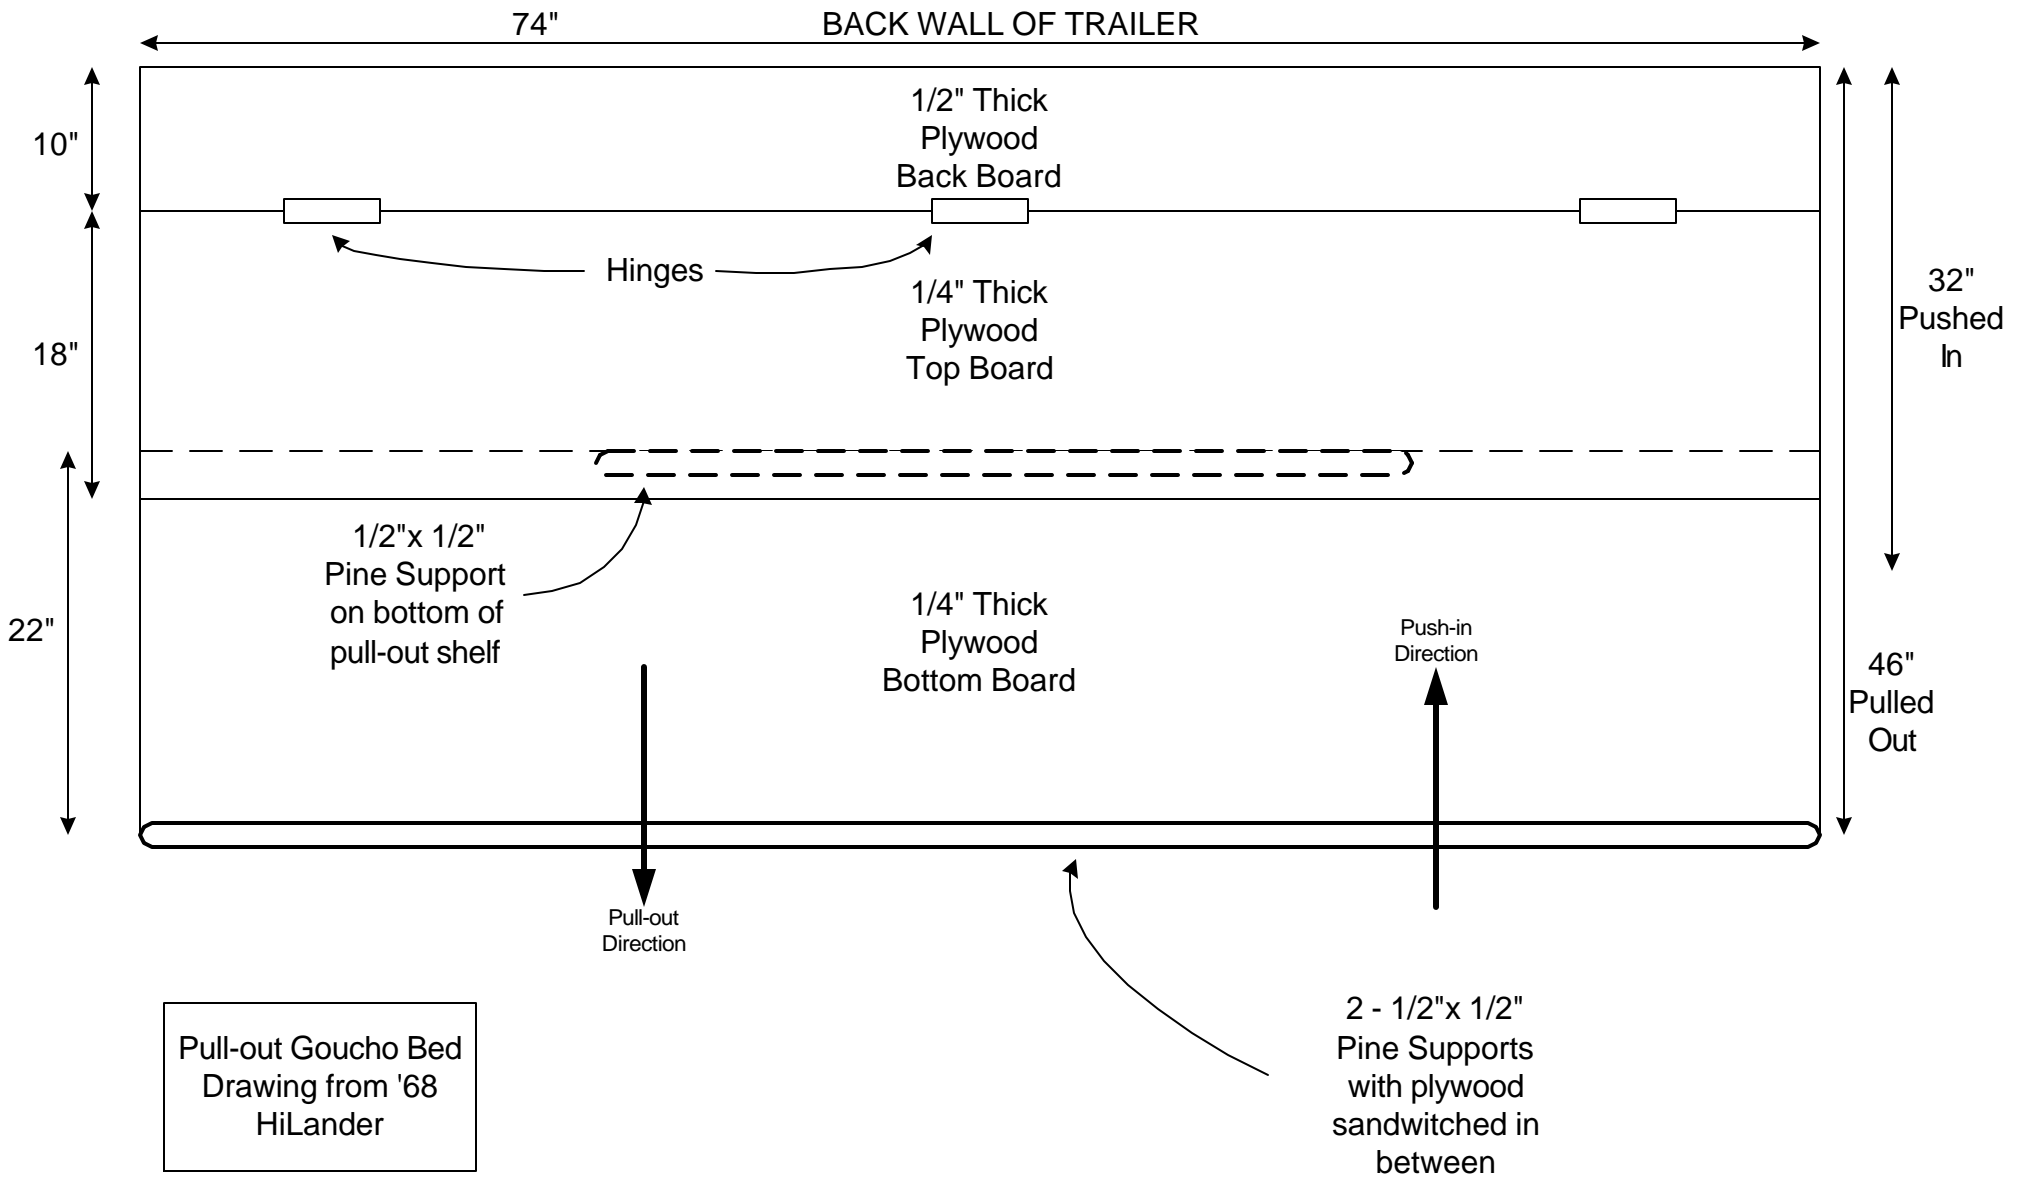 74" BACK WALL OF TRAILER
1/2" Thick
Plywood
Back Board
10"
Hinges
1/4" Thick
Plywood
Top Board
18"
32"
Pushed
In
1/2"x 1/2"
Pine Support
on bottom of
pull-out shelf
22"
1/4" Thick
Plywood
Bottom Board
Push-in
Direction
46"
Pulled
Out
Pull-out
Direction
Pull-out Goucho Bed
Drawing from '68
HiLander
2 - 1/2"x 1/2"
Pine Supports
with plywood
sandwitched in
between